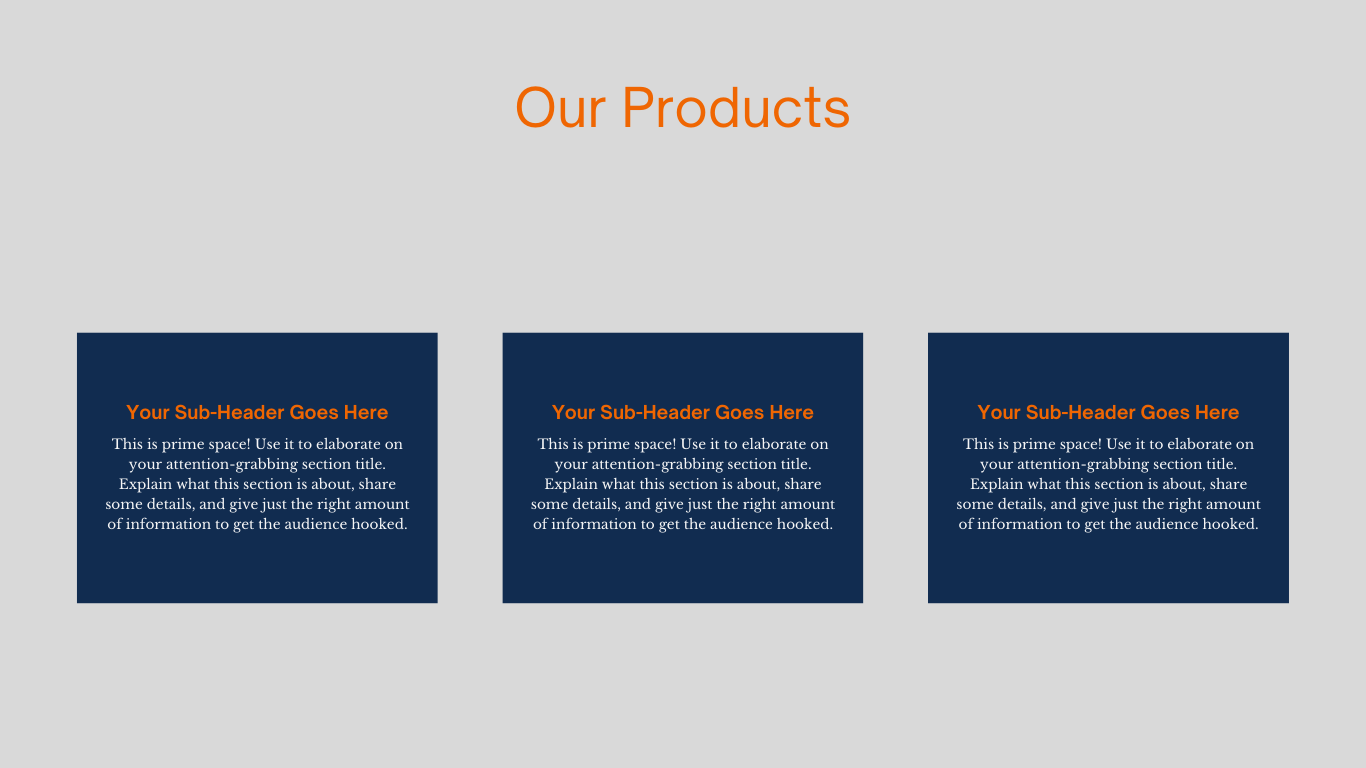 Our Products
Your Sub-Header Goes Here
This is prime space! Use it to elaborate on
your attention-grabbing section title.
Explain what this section is about, share
some details, and give just the right amount
of information to get the audience hooked.
Your Sub-Header Goes Here
This is prime space! Use it to elaborate on
your attention-grabbing section title.
Explain what this section is about, share
some details, and give just the right amount
of information to get the audience hooked.
Your Sub-Header Goes Here
This is prime space! Use it to elaborate on
your attention-grabbing section title.
Explain what this section is about, share
some details, and give just the right amount
of information to get the audience hooked.